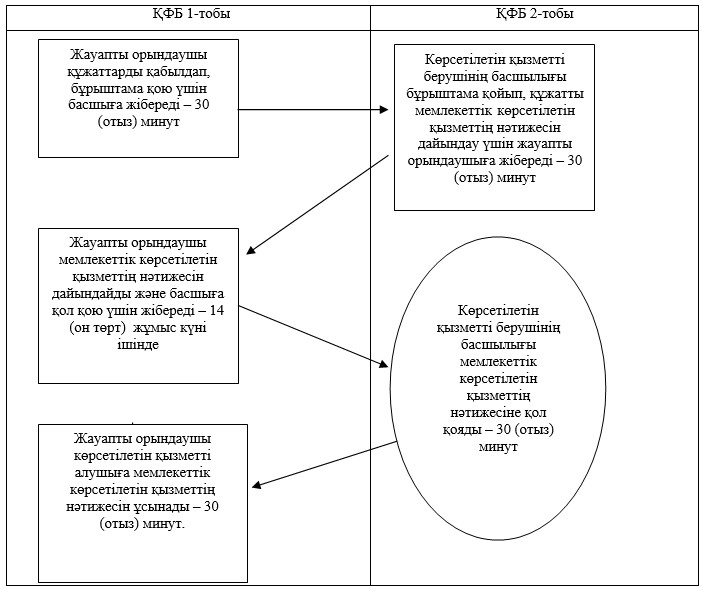 ҚФБ 1-тобы
ҚФБ 2-тобы
Жауапты орындаушы
құжаттарды қабылдап,
бұрыштама қою үшін
басшыға жібереді – 30
(отыз) минут
Көрсетілетін қызметті
берушінің басшылығы
бұрыштама қойып, құжатты
мемлекеттік көрсетілетін
қызметтің нәтижесін
дайындау үшін жауапты
орындаушыға жібереді – 30
(отыз) минут
Жауапты орындаушы
мемлекеттік көрсетілетін
қызметтің нәтижесін
дайындайды және басшыға
қол қою үшін жібереді – 14
(он төрт) жұмыс күні
ішінде
Көрсетілетін
қызметті берушінің
басшылығы
мемлекеттік
көрсетілетін
қызметтің
нәтижесіне қол
қояды – 30 (отыз)
минут
Жауапты орындаушы
көрсетілетін қызметті
алушыға мемлекеттік
көрсетілетін қызметтің
нәтижесін ұсынады – 30
(отыз) минут.